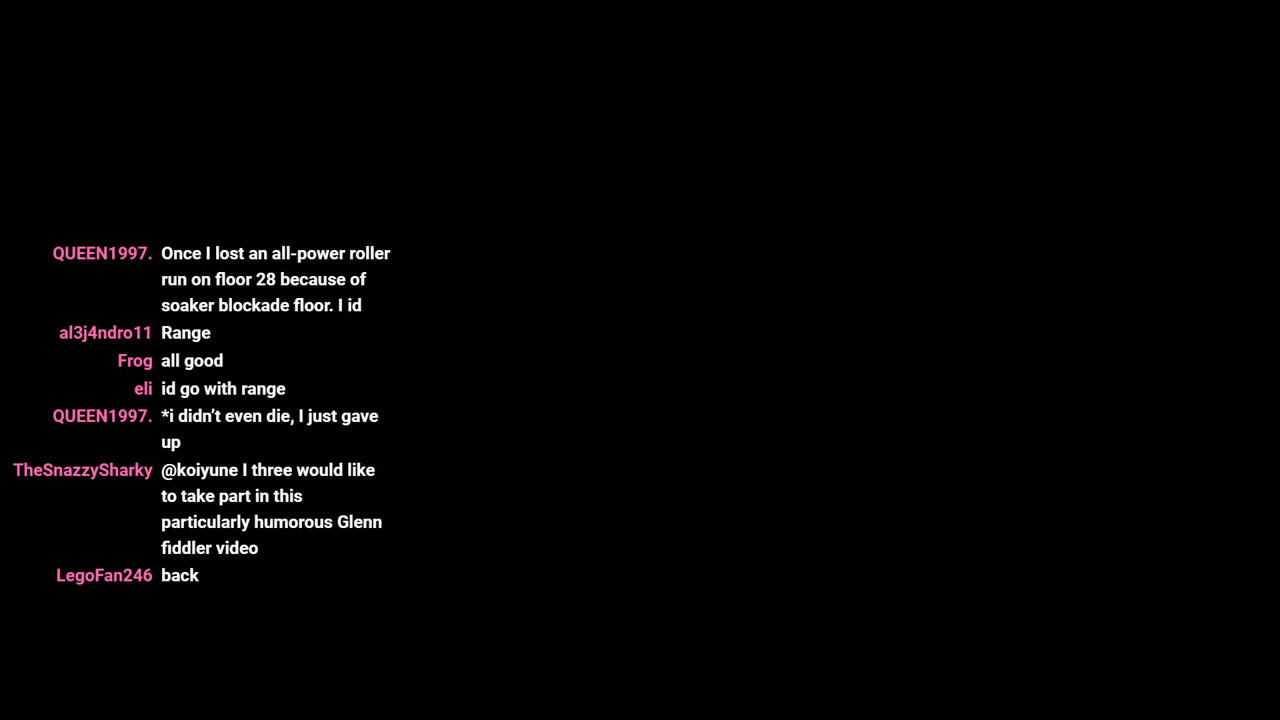 QUEEN1997. Once I lost an all-power roller
run on floor 28 because of
soaker blockade floor. I id
al3j4ndro11 Range
Frog all good
eli id go with range
QUEEN1997. *i didn’t even die, I just gave
up
TheSnazzySharky @koiyune I three would like
to take part in this
particularly humorous Glenn
fiddler video
LegoFan246 back